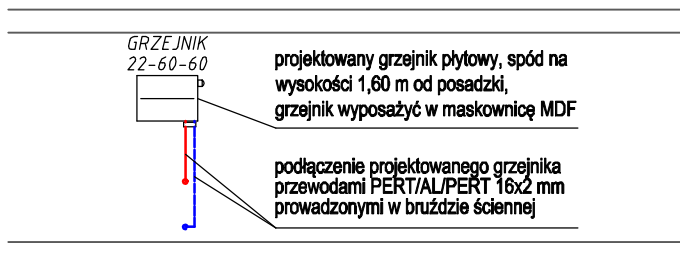 GRZEJNIK
22-60-60
projektowany grzejnik płytowy, spód na
wysokości 1,60 m od posadzki,
grzejnik wyposażyć w maskownicę MDF
podłączenie projektowanego grzejnika
przewodami PERT/AL/PERT 16x2 mm
prowadzonymi w bruździe ściennej